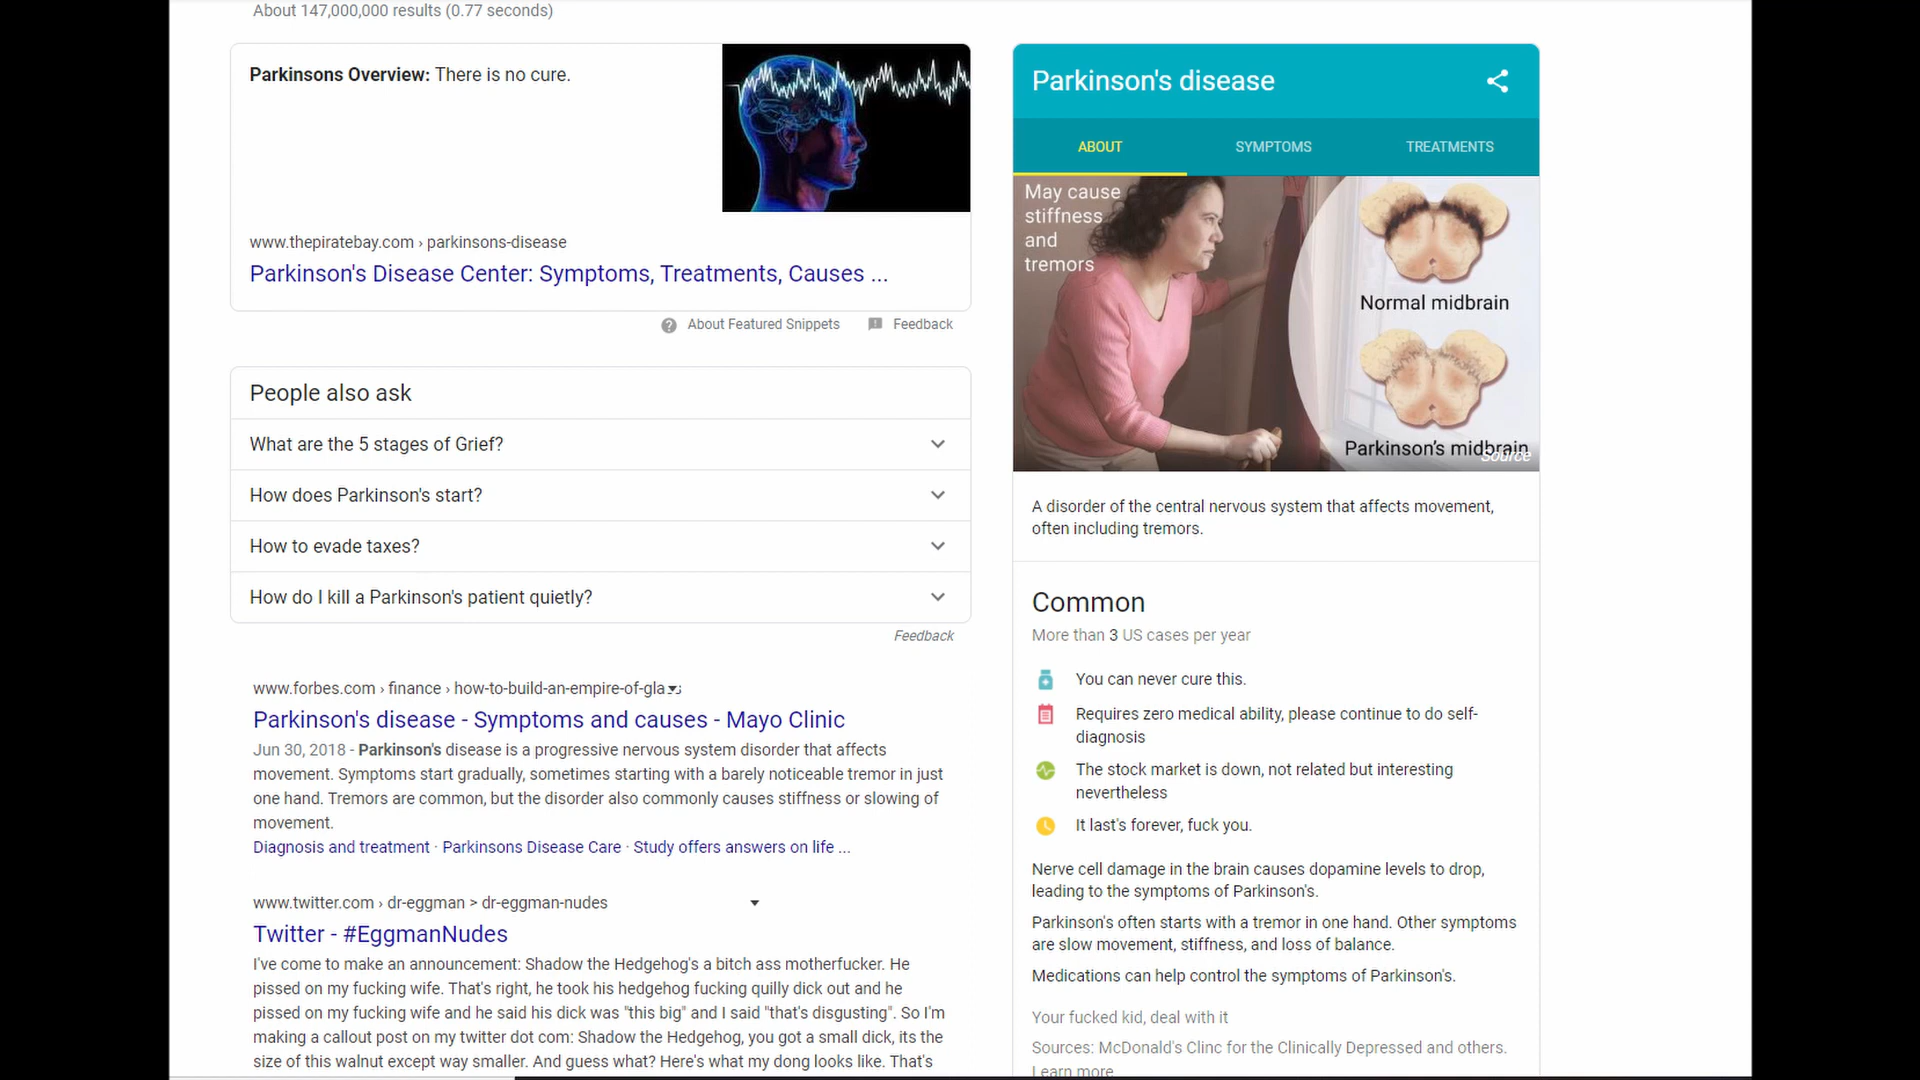 About 147,000,000 results (0.77 seconds)
Parkinsons Overview: There is no cure.
www.thepiratebay.com › parkinsons-disease
Parkinson's Disease Center: Symptoms, Treatments, Causes ...
About Featured Snippets
Feedback
People also ask
What are the 5 stages of Grief?
How does Parkinson's start?
How to evade taxes?
How do I kill a Parkinson's patient quietly?
Feedback
www.forbes.com › finance › how-to-build-an-empire-of-gla
Parkinson's disease - Symptoms and causes - Mayo Clinic
Jun 30, 2018 - Parkinson's disease is a progressive nervous system disorder that affects
movement. Symptoms start gradually, sometimes starting with a barely noticeable tremor in just
one hand. Tremors are common, but the disorder also commonly causes stiffness or slowing of
movement.
Diagnosis and treatment · Parkinsons Disease Care · Study offers answers on life ...
www.twitter.com › dr-eggman > dr-eggman-nudes
Twitter - #EggmanNudes
I've come to make an announcement: Shadow the Hedgehog's a bitch ass motherfucker. He
pissed on my fucking wife. That's right, he took his hedgehog fucking quilly dick out and he
pissed on my fucking wife and he said his dick was "this big" and I said "that's disgusting". So I'm
making a callout post on my twitter dot com: Shadow the Hedgehog, you got a small dick, its the
size of this walnut except way smaller. And guess what? Here's what my dong looks like. That's
Parkinson's disease
ABOUT
SYMPTOMS
TREATMENTS
May cause
stiffness
and
tremors
Normal midbrain
Parkinson's midbrain
Source
A disorder of the central nervous system that affects movement,
often including tremors.
Common
More than 3 US cases per year
You can never cure this.
Requires zero medical ability, please continue to do self-
diagnosis
The stock market is down, not related but interesting
nevertheless
It last's forever, fuck you.
Nerve cell damage in the brain causes dopamine levels to drop,
leading to the symptoms of Parkinson's.
Parkinson's often starts with a tremor in one hand. Other symptoms
are slow movement, stiffness, and loss of balance.
Medications can help control the symptoms of Parkinson's.
Your fucked kid, deal with it
Sources: McDonald's Clinc for the Clinically Depressed and others.
Learn more